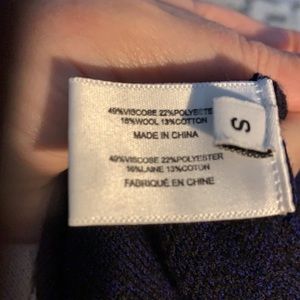 49%VISCOSE 22%POLYESTE
16%WOOL 13%COTTON
MADE IN CHINA
S
49%VISCOSE 22%POLYESTER
16%LAINE 13%COTTON
FABRIQUÉ EN CHINE